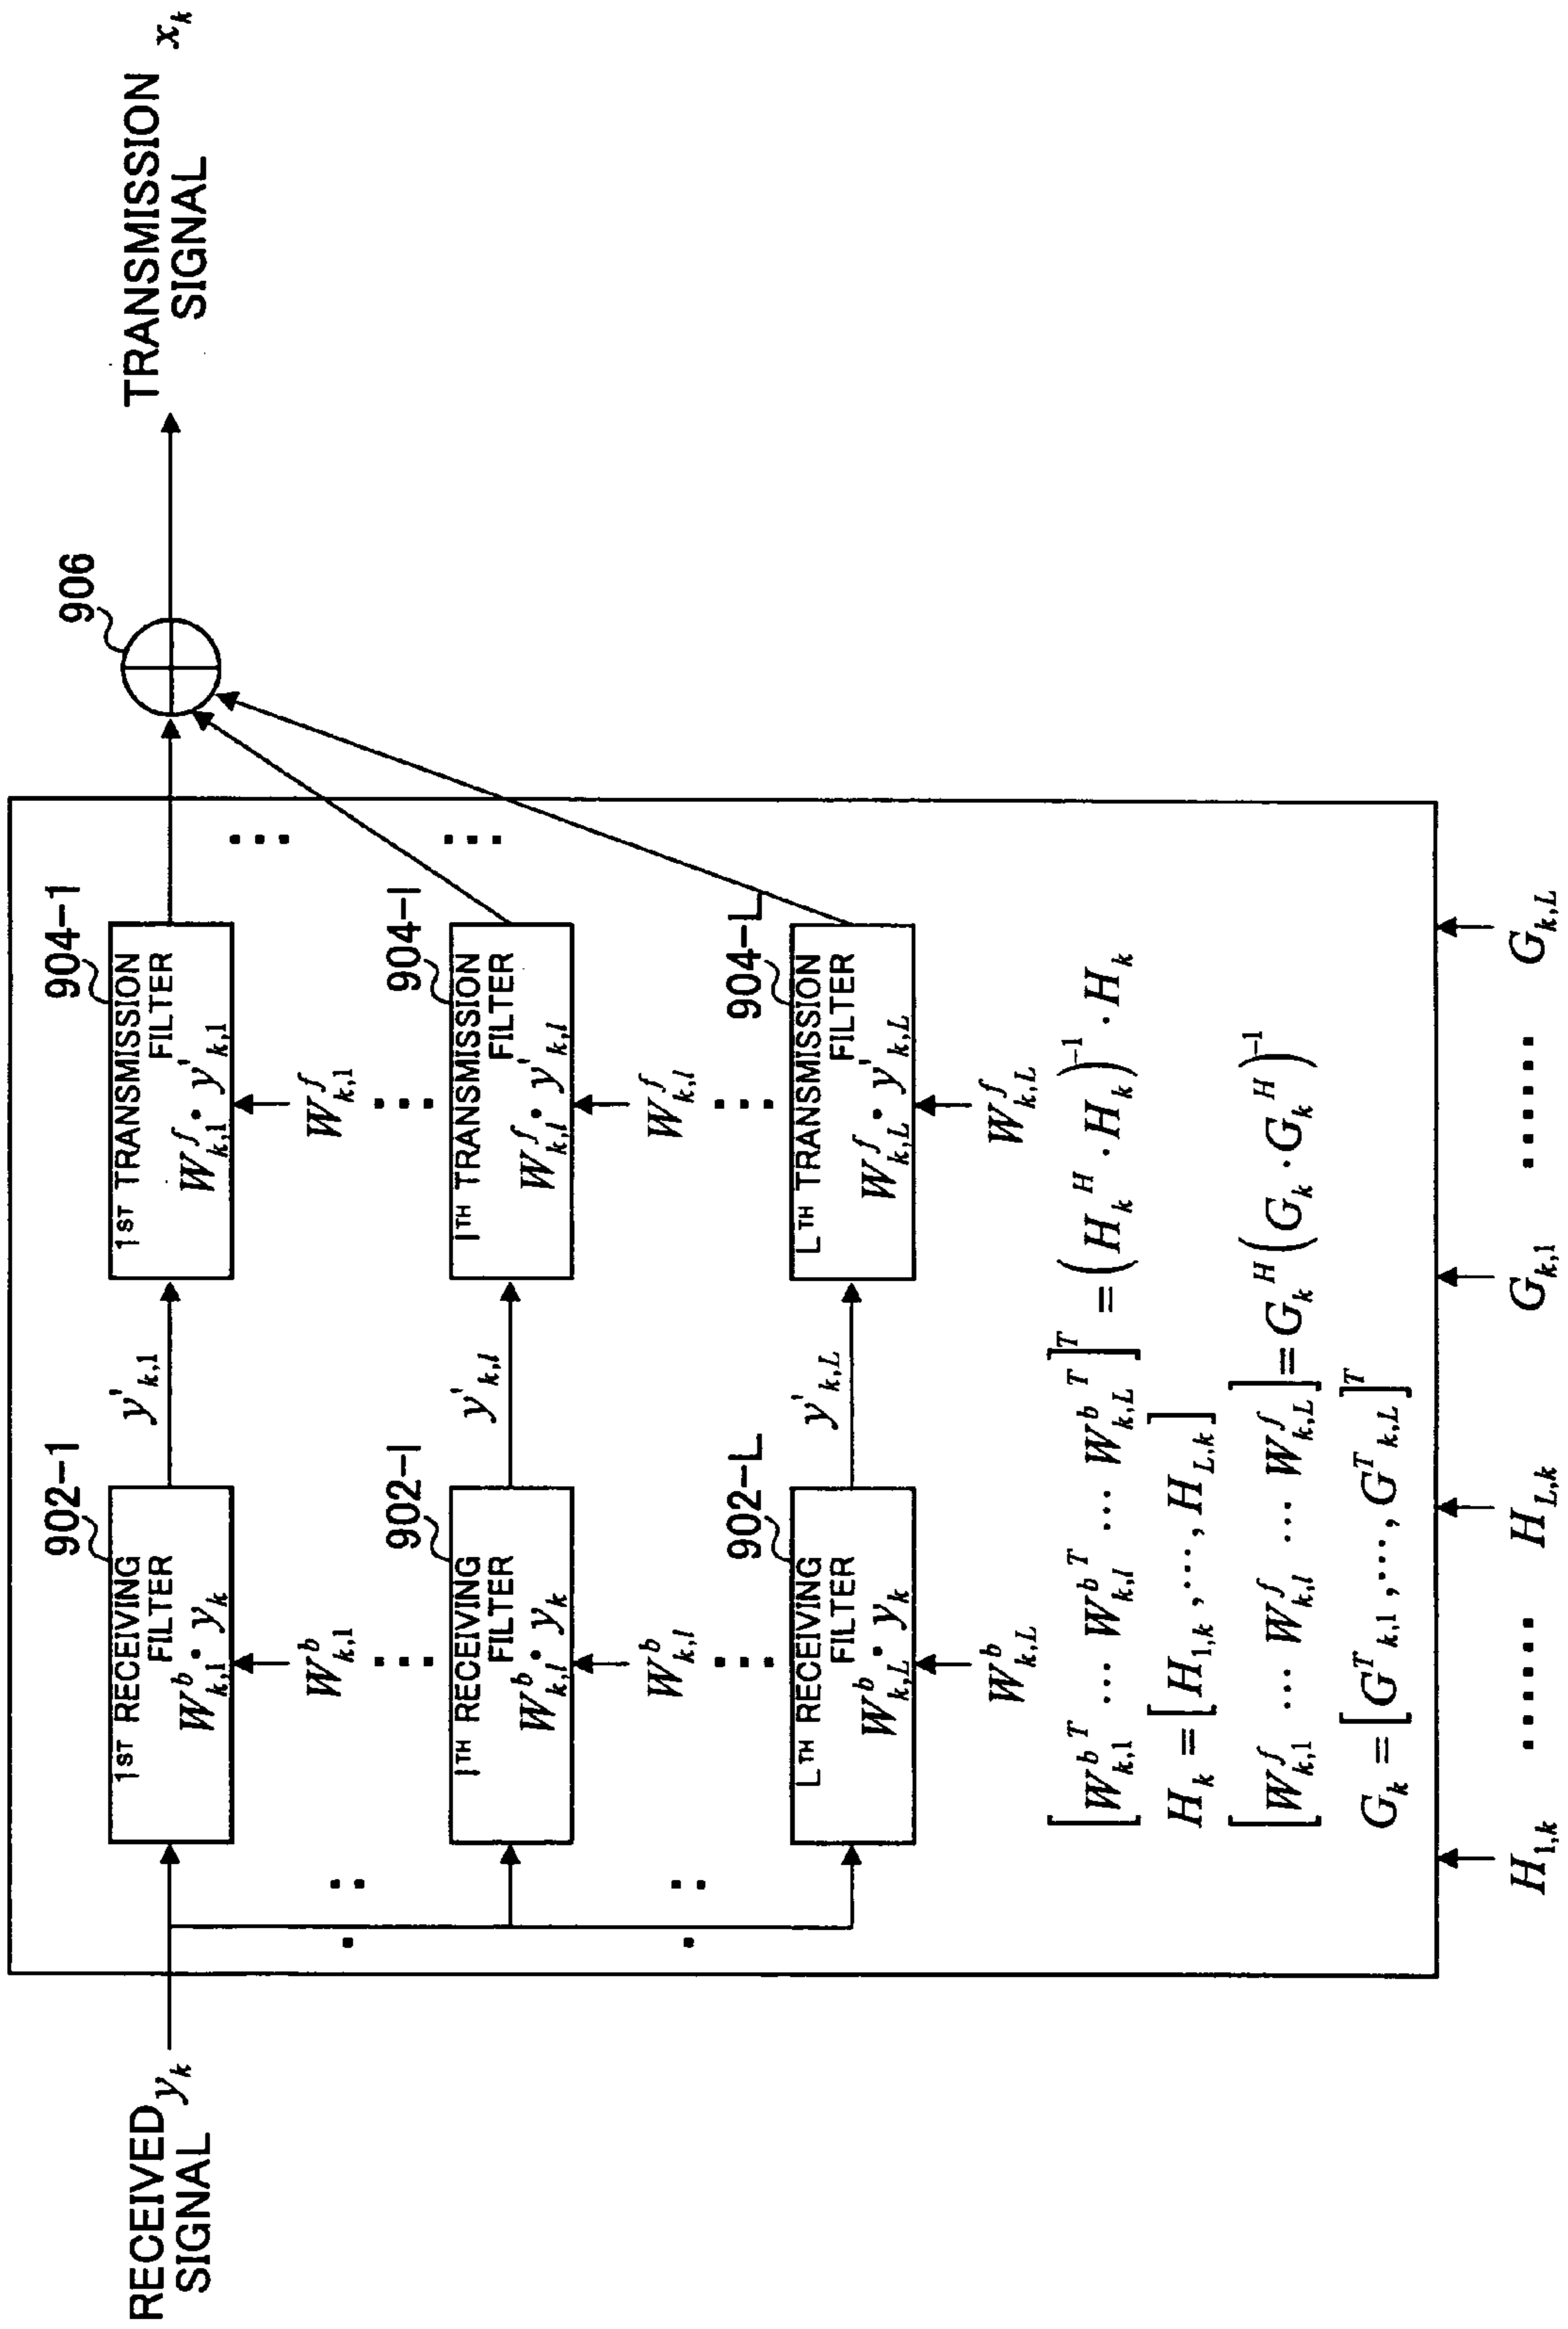 RECEIVED
SIGNAL
y_k
902-1
1ST RECEIVING
FILTER
W^b_{k,1} · y_k
W^b_{k,1}
y'_{k,1}
904-1
1ST TRANSMISSION
FILTER
W^f_{k,1} · y'_{k,1}
W^f_{k,1}
906
TRANSMISSION
SIGNAL
x_k
902-l
lTH RECEIVING
FILTER
W^b_{k,l} · y_k
W^b_{k,l}
y'_{k,l}
904-l
lTH TRANSMISSION
FILTER
W^f_{k,l} · y'_{k,l}
W^f_{k,l}
902-L
LTH RECEIVING
FILTER
W^b_{k,L} · y_k
W^b_{k,L}
y'_{k,L}
904-L
LTH TRANSMISSION
FILTER
W^f_{k,L} · y'_{k,L}
W^f_{k,L}
[W^{b T}_{k,1} ... W^{b T}_{k,l} ... W^{b T}_{k,L}]^T = (H_k^H · H_k)^{-1} · H_k
H_k = [H_{1,k}, ..., H_{L,k}]
[W^f_{k,1} ... W^f_{k,l} ... W^f_{k,L}] = G_k^H (G_k · G_k^H)^{-1}
G_k = [G^T_{k,1}, ..., G^T_{k,L}]^T
H_{1,k} ...... H_{L,k} G_{k,1} ...... G_{k,L}